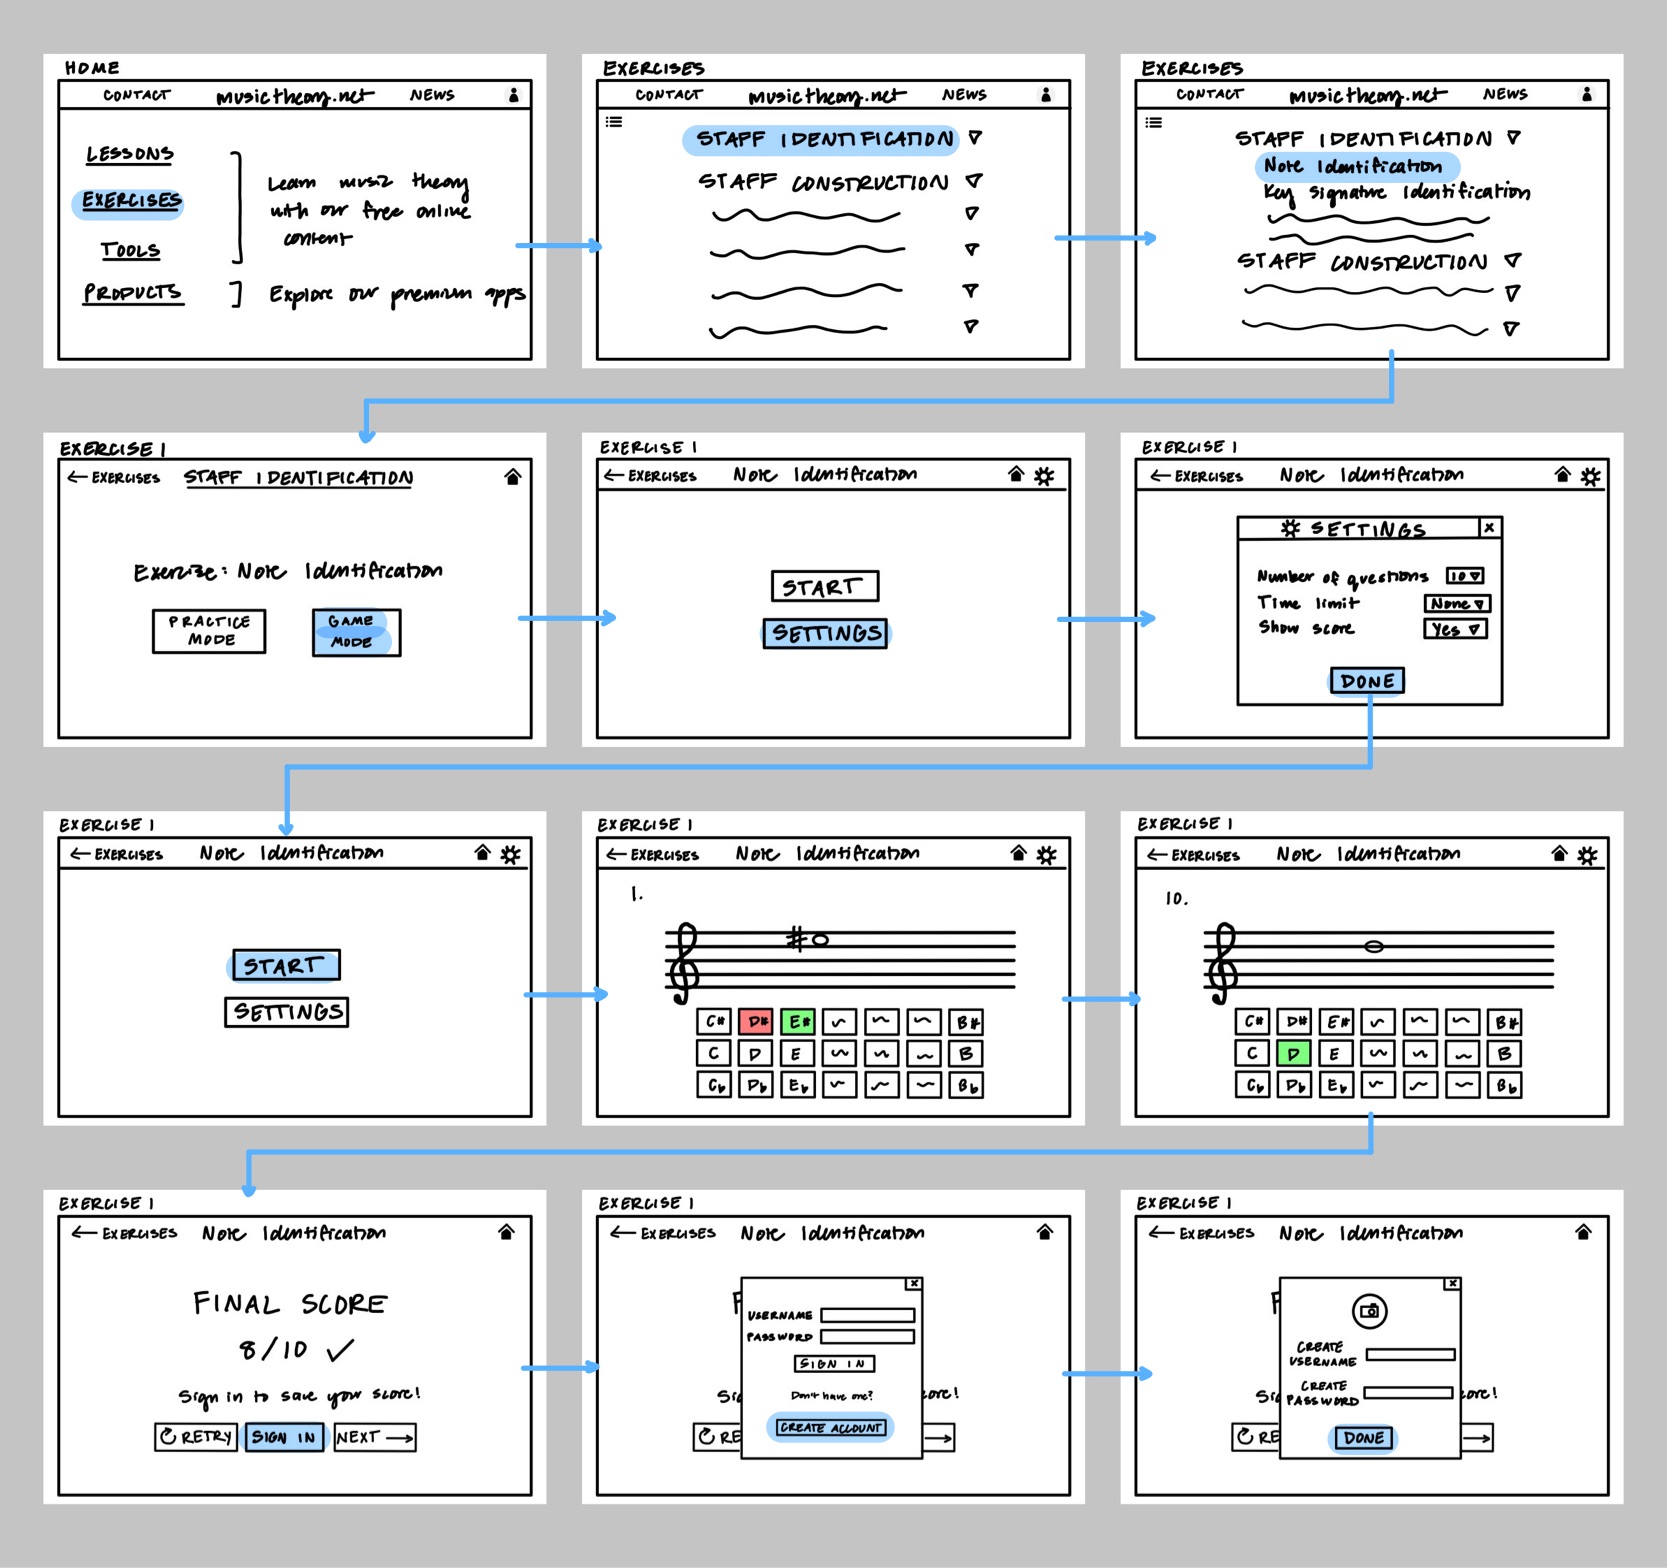 HOME
CONTACT musictheory.net NEWS
LESSONS
EXERCISES
TOOLS
PRODUCTS
Learn music theory
with our free online
content
Explore our premium apps
EXERCISES
CONTACT musictheory.net NEWS
STAFF IDENTIFICATION
STAFF CONSTRUCTION
EXERCISES
CONTACT musictheory.net NEWS
STAFF IDENTIFICATION
Note Identification
Key Signature Identification
STAFF CONSTRUCTION
EXERCISE 1
← EXERCISES STAFF IDENTIFICATION
Exercise: Note Identification
PRACTICE
MODE
GAME
MODE
EXERCISE 1
← EXERCISES Note Identification
START
SETTINGS
EXERCISE 1
← EXERCISES Note Identification
SETTINGS x
Number of questions 10
Time limit None
Show score Yes
DONE
EXERCISE 1
← EXERCISES Note Identification
START
SETTINGS
EXERCISE 1
← EXERCISES Note Identification
1.
C# D# E# B#
C D E B
C♭ D♭ E♭ B♭
EXERCISE 1
← EXERCISES Note Identification
10.
C# D# E# B#
C D E B
C♭ D♭ E♭ B♭
EXERCISE 1
← EXERCISES Note Identification
FINAL SCORE
8/10 ✓
Sign in to save your score!
RETRY SIGN IN NEXT →
EXERCISE 1
← EXERCISES Note Identification
x
F
USERNAME
PASSWORD
SIGN IN
Sig Don't have one? ore!
RE CREATE ACCOUNT →
EXERCISE 1
← EXERCISES Note Identification
x
F
CREATE
USERNAME
CREATE
PASSWORD
Sig ore!
RE DONE →